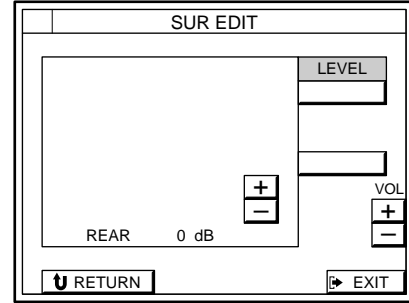 SUR EDIT
LEVEL
+
−
VOL
+
−
REAR 0 dB
RETURN
EXIT